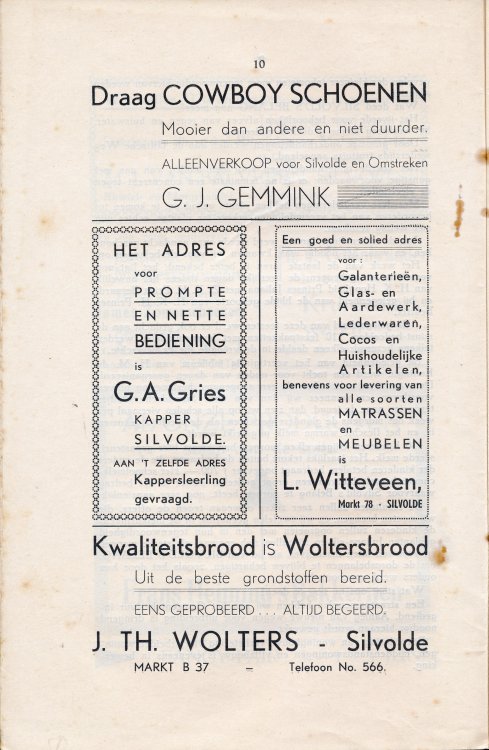 10
Draag COWBOY SCHOENEN
Mooier dan andere en niet duurder.
ALLEENVERKOOP voor Silvolde en Omstreken
G. J. GEMMINK
HET ADRES
voor
PROMPTE
EN NETTE
BEDIENING
is
G.A. Gries
KAPPER
SILVOLDE.
AAN 'T ZELFDE ADRES
Kappersleerling
gevraagd.
Een goed en solied adres
voor :
Galanterieën,
Glas- en
Aardewerk,
Lederwaren,
Cocos en
Huishoudelijke
Artikelen,
benevens voor levering van
alle soorten
MATRASSEN
en
MEUBELEN
is
L. Witteveen,
Markt 78 - SILVOLDE
Kwaliteitsbrood is Woltersbrood
Uit de beste grondstoffen bereid.
EENS GEPROBEERD . . . ALTIJD BEGEERD.
J. TH. WOLTERS - Silvolde
MARKT B 37 – Telefoon No. 566.